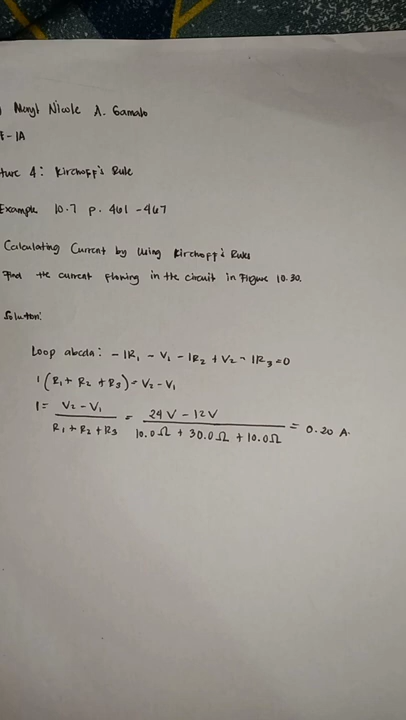 Nicole A. Gamalo
- 1A
ture 4: Kirchoff's Rule
Example 10.7 p. 461 - 467
Calculating Current by Using Kirchoff's Rules
Find the current flowing in the circuit in Figure 10.30.
Solution:
Loop abcda: - IR₁ - V₁ - IR₂ + V₂ - IR₃ = 0
I (R₁ + R₂ + R₃) = V₂ - V₁
I = V₂ - V₁ / R₁ + R₂ + R₃ = 24 V - 12 V / 10.0 Ω + 30.0 Ω + 10.0 Ω = 0.20 A.